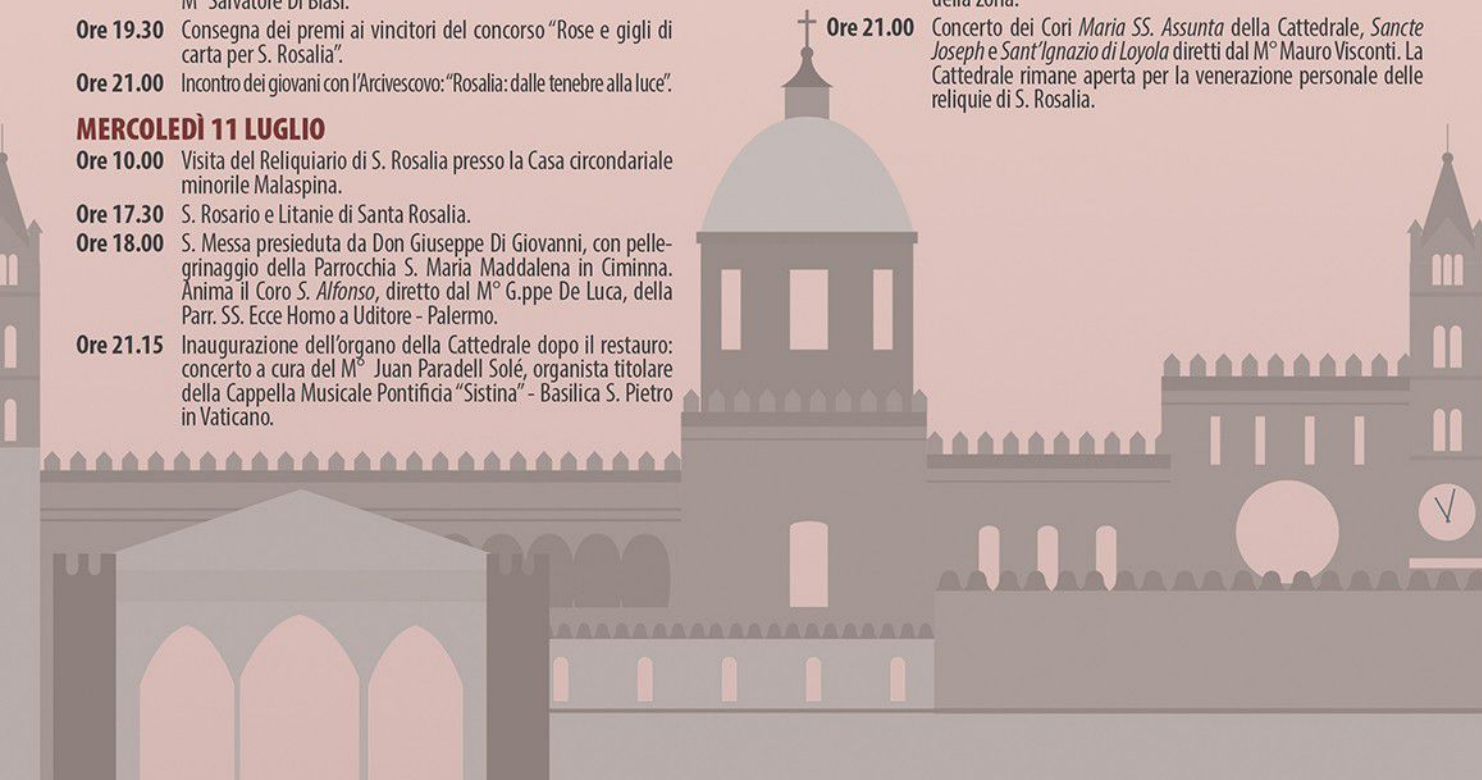 M° Salvatore Di Blasi.
Ore 19.30 Consegna dei premi ai vincitori del concorso “Rose e gigli di
carta per S. Rosalia”.
Ore 21.00 Incontro dei giovani con l’Arcivescovo: “Rosalia: dalle tenebre alla luce”.
MERCOLEDÌ 11 LUGLIO
Ore 10.00 Visita del Reliquiario di S. Rosalia presso la Casa circondariale
minorile Malaspina.
Ore 17.30 S. Rosario e Litanie di Santa Rosalia.
Ore 18.00 S. Messa presieduta da Don Giuseppe Di Giovanni, con pelle-
grinaggio della Parrocchia S. Maria Maddalena in Ciminna.
Anima il Coro S. Alfonso, diretto dal M° G.ppe De Luca, della
Parr. SS. Ecce Homo a Uditore - Palermo.
Ore 21.15 Inaugurazione dell’organo della Cattedrale dopo il restauro:
concerto a cura del M° Juan Paradell Solé, organista titolare
della Cappella Musicale Pontificia “Sistina” - Basilica S. Pietro
in Vaticano.
della zona.
Ore 21.00 Concerto dei Cori Maria SS. Assunta della Cattedrale, Sancte
Joseph e Sant’Ignazio di Loyola diretti dal M° Mauro Visconti. La
Cattedrale rimane aperta per la venerazione personale delle
reliquie di S. Rosalia.